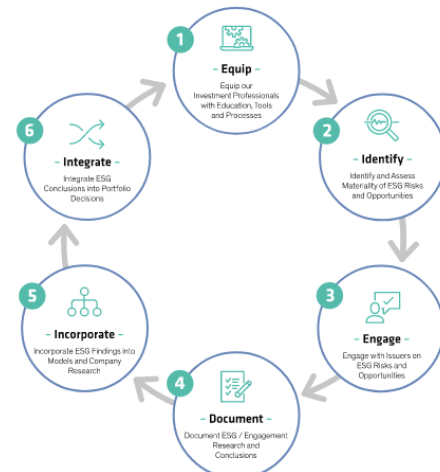 1
- Equip -
Equip our
Investment Professionals
with Education, Tools
and Processes
2
- Identify -
Identify and Assess
Materiality of ESG Risks
and Opportunities
3
- Engage -
Engage with Issuers on
ESG Risks and
Opportunities
4
- Document -
Document ESG / Engagement
Research and
Conclusions
5
- Incorporate -
Incorporate ESG Findings into
Models and Company
Research
6
- Integrate -
Integrate ESG
Conclusions into Portfolio
Decisions